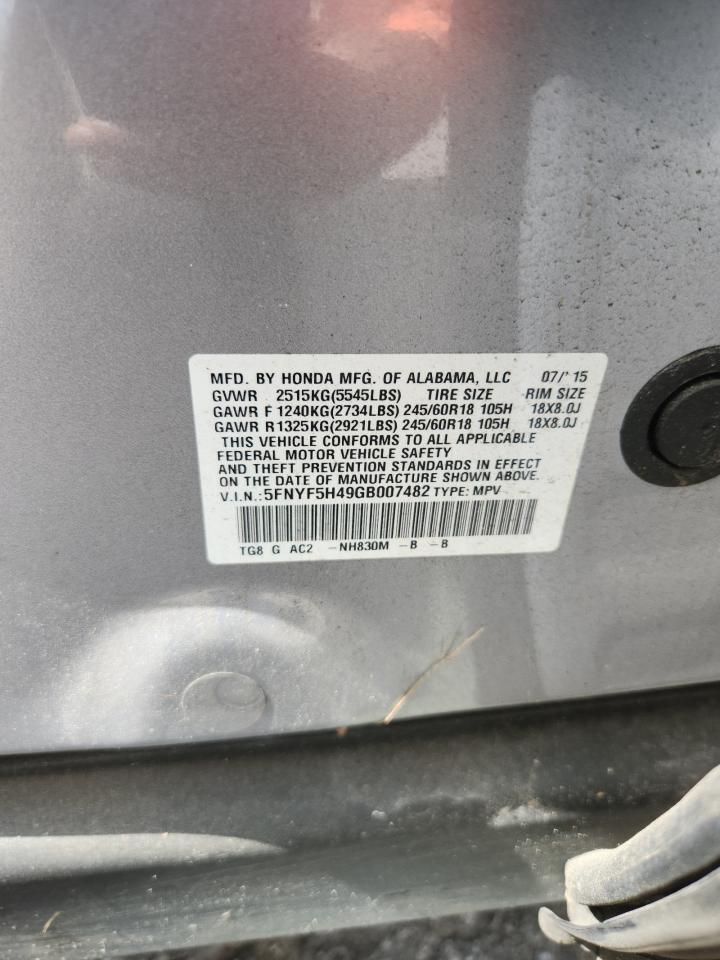 MFD. BY HONDA MFG. OF ALABAMA, LLC 07/'15
GVWR 2515KG(5545LBS) TIRE SIZE RIM SIZE
GAWR F 1240KG(2734LBS) 245/60R18 105H 18X8.0J
GAWR R 1325KG(2921LBS) 245/60R18 105H 18X8.0J
THIS VEHICLE CONFORMS TO ALL APPLICABLE
FEDERAL MOTOR VEHICLE SAFETY
AND THEFT PREVENTION STANDARDS IN EFFECT
ON THE DATE OF MANUFACTURE SHOWN ABOVE.
V.I.N.:5FNYF5H49GB007482 TYPE: MPV
TG8 G AC2 -NH830M -B -B